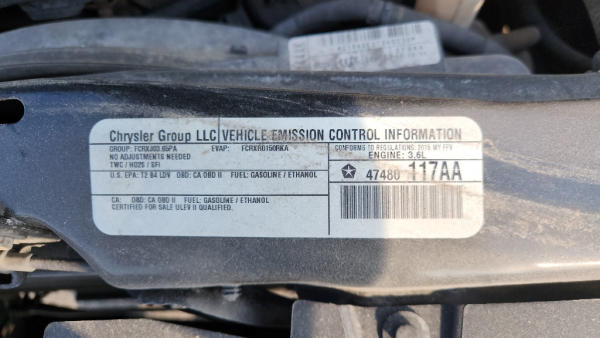 Chrysler Group LLC VEHICLE EMISSION CONTROL INFORMATION
GROUP: FCRXJ03.65PA EVAP: FCRXR0150RKA CONFORMS TO REGULATIONS: 2015 MY FFV
NO ADJUSTMENTS NEEDED ENGINE: 3.6L
TWC / HO2S / SFI
U.S. EPA: T2 B4 LDV OBD: CA OBD II FUEL: GASOLINE / ETHANOL
47480 117AA
CA: OBD: CA OBD II FUEL: GASOLINE / ETHANOL
CERTIFIED FOR SALE ULEV II QUALIFIED.